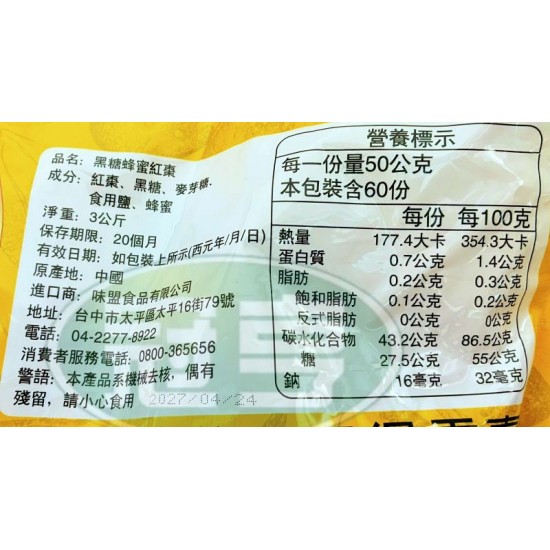 品名: 黑糖蜂蜜紅棗
成分: 紅棗、黑糖、麥芽糖、
食用鹽、蜂蜜
淨重: 3公斤
保存期限: 20個月
有效日期: 如包裝上所示(西元年/月/日)
原產地: 中國
進口商: 味盟食品有限公司
地址: 台中市太平區太平16街79號
電話: 04-2277-8922
消費者服務電話: 0800-365656
警語: 本產品系機械去核，偶有
殘留，請小心食用
2027/04/24
營養標示
每一份量50公克
本包裝含60份
每份 每100克
熱量 177.4大卡 354.3大卡
蛋白質 0.7公克 1.4公克
脂肪 0.2公克 0.3公克
飽和脂肪 0.1公克 0.2公克
反式脂肪 0公克 0公克
碳水化合物 43.2公克 86.5公克
糖 27.5公克 55公克
鈉 16毫克 32毫克